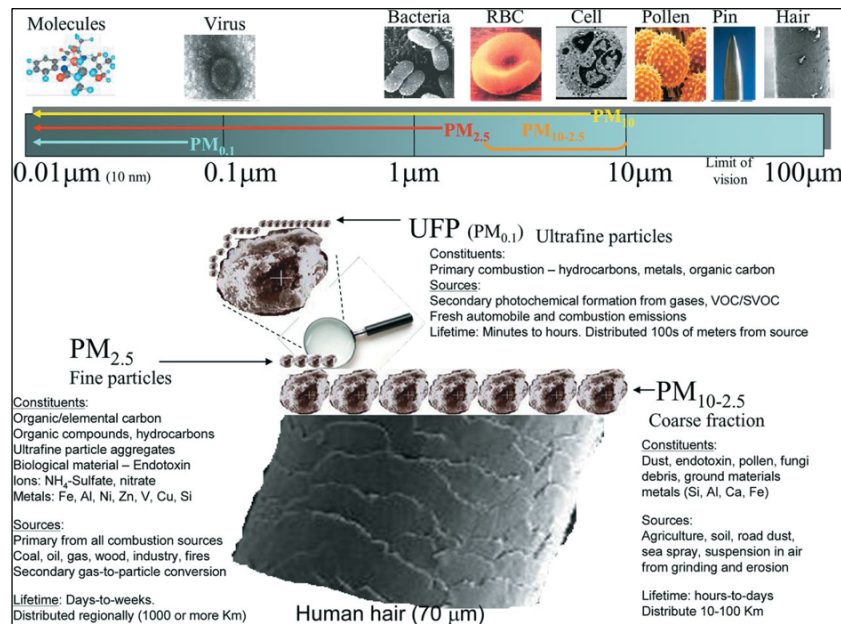 Molecules
Virus
Bacteria
RBC
Cell
Pollen
Pin
Hair
PM10
PM2.5
PM10-2.5
PM0.1
0.01µm (10 nm)
0.1µm
1µm
10µm
Limit of
vision
100µm
UFP (PM0.1) Ultrafine particles
Constituents:
Primary combustion – hydrocarbons, metals, organic carbon
Sources:
Secondary photochemical formation from gases, VOC/SVOC
Fresh automobile and combustion emissions
Lifetime: Minutes to hours. Distributed 100s of meters from source
PM2.5
Fine particles
Constituents:
Organic/elemental carbon
Organic compounds, hydrocarbons
Ultrafine particle aggregates
Biological material – Endotoxin
Ions: NH4-Sulfate, nitrate
Metals: Fe, Al, Ni, Zn, V, Cu, Si
Sources:
Primary from all combustion sources
Coal, oil, gas, wood, industry, fires
Secondary gas-to-particle conversion
Lifetime: Days-to-weeks.
Distributed regionally (1000 or more Km)
PM10-2.5
Coarse fraction
Constituents:
Dust, endotoxin, pollen, fungi
debris, ground materials
metals (Si, Al, Ca, Fe)
Sources:
Agriculture, soil, road dust,
sea spray, suspension in air
from grinding and erosion
Lifetime: hours-to-days
Distribute 10-100 Km
Human hair (70 µm)